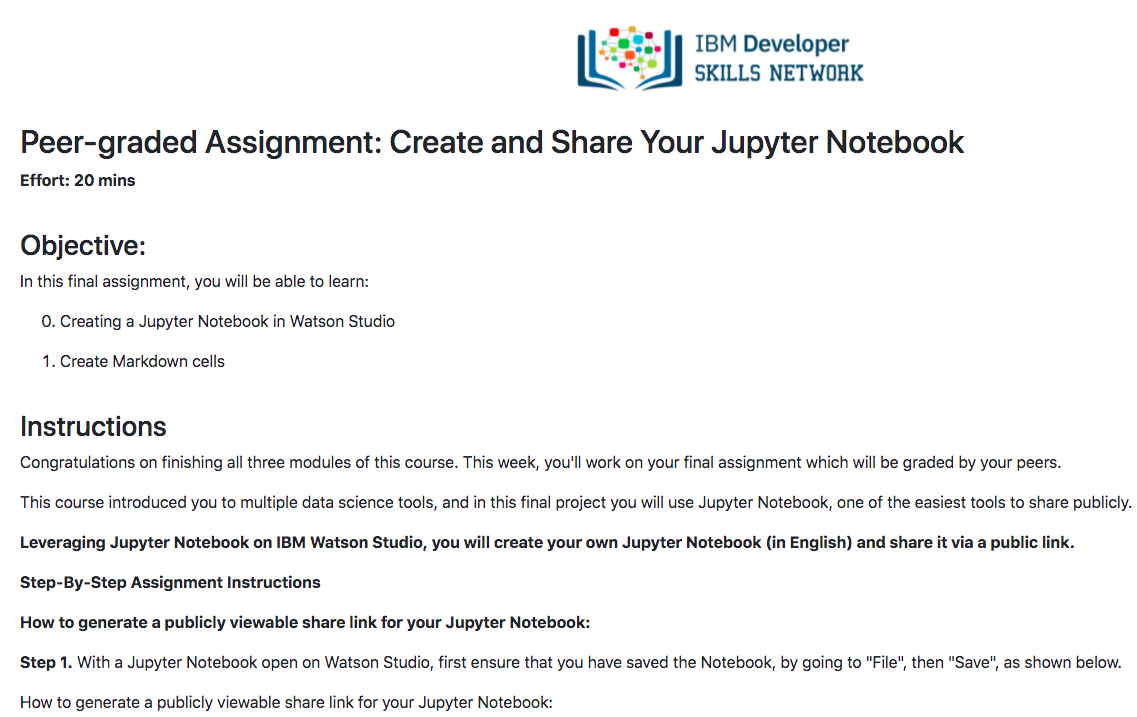 IBM Developer
SKILLS NETWORK
Peer-graded Assignment: Create and Share Your Jupyter Notebook
Effort: 20 mins
Objective:
In this final assignment, you will be able to learn:
0. Creating a Jupyter Notebook in Watson Studio
1. Create Markdown cells
Instructions
Congratulations on finishing all three modules of this course. This week, you'll work on your final assignment which will be graded by your peers.
This course introduced you to multiple data science tools, and in this final project you will use Jupyter Notebook, one of the easiest tools to share publicly.
Leveraging Jupyter Notebook on IBM Watson Studio, you will create your own Jupyter Notebook (in English) and share it via a public link.
Step-By-Step Assignment Instructions
How to generate a publicly viewable share link for your Jupyter Notebook:
Step 1. With a Jupyter Notebook open on Watson Studio, first ensure that you have saved the Notebook, by going to "File", then "Save", as shown below.
How to generate a publicly viewable share link for your Jupyter Notebook: